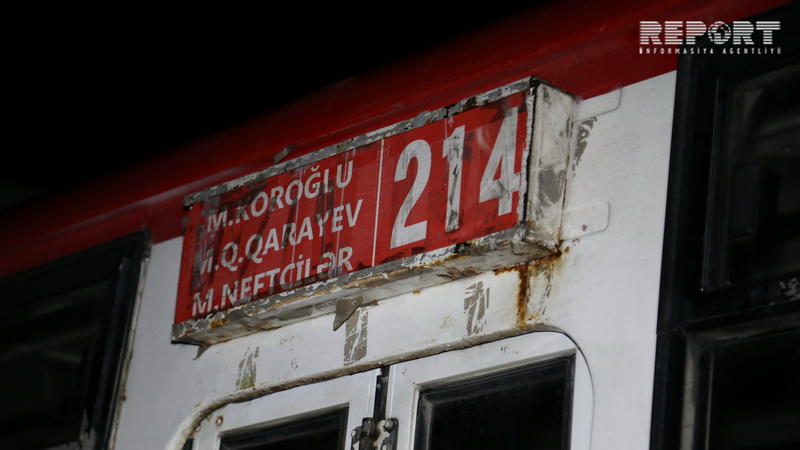 REPORT
İNFORMASİYA AGENTLİYİ
M.KOROĞLU
M.Q.QARAYEV
M.NEFTÇİLƏR
214